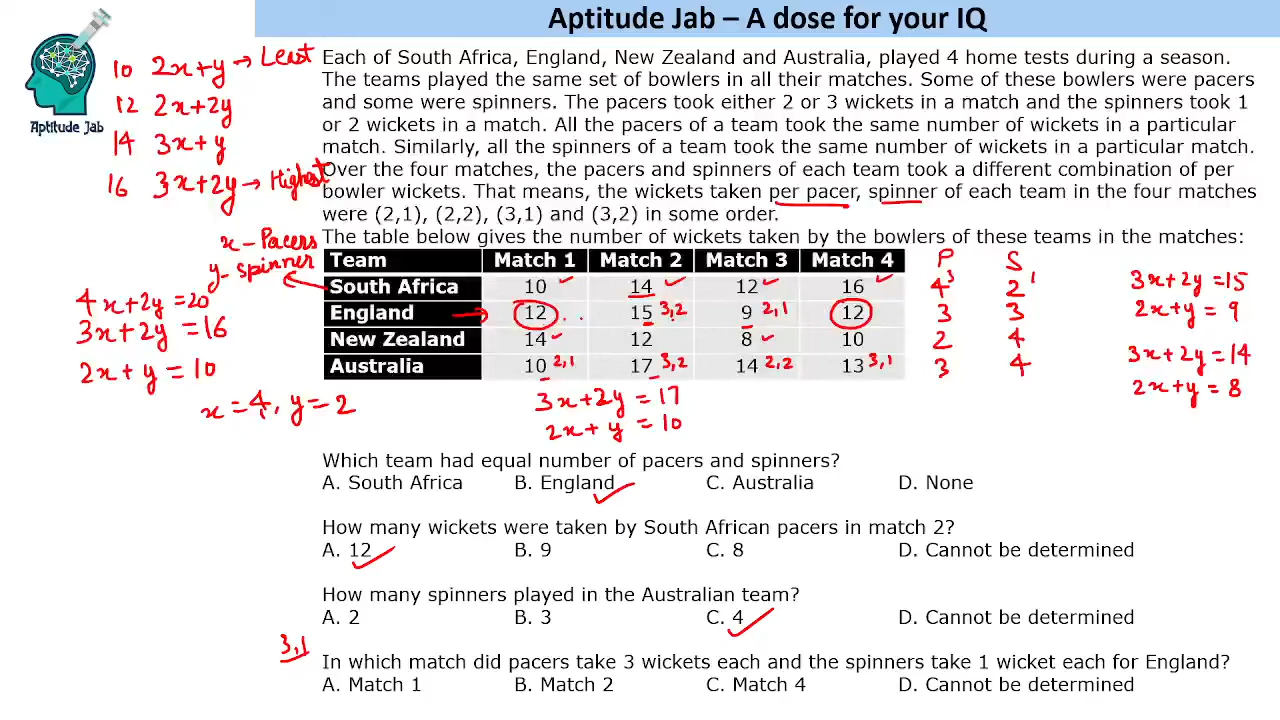 Aptitude Jab – A dose for your IQ
Aptitude Jab
10 2x+y → Least
12 2x+2y
14 3x+y
16 3x+2y → Highest
x – Pacers
y – spinner
4x+2y = 20
3x+2y = 16
2x+y = 10
x = 4, y = 2
Each of South Africa, England, New Zealand and Australia, played 4 home tests during a season.
The teams played the same set of bowlers in all their matches. Some of these bowlers were pacers
and some were spinners. The pacers took either 2 or 3 wickets in a match and the spinners took 1
or 2 wickets in a match. All the pacers of a team took the same number of wickets in a particular
match. Similarly, all the spinners of a team took the same number of wickets in a particular match.
Over the four matches, the pacers and spinners of each team took a different combination of per
bowler wickets. That means, the wickets taken per pacer, spinner of each team in the four matches
were (2,1), (2,2), (3,1) and (3,2) in some order.
The table below gives the number of wickets taken by the bowlers of these teams in the matches:
Team Match 1 Match 2 Match 3 Match 4 P S
South Africa 10 14 12 16 4 3 2 1
England 12 15 3,2 9 2,1 12 3 3
New Zealand 14 12 8 10 2 4
Australia 10 2,1 17 3,2 14 2,2 13 3,1 3 4
3x+2y = 15
2x+y = 9
3x+2y = 14
2x+y = 8
3x+2y = 17
2x+y = 10
Which team had equal number of pacers and spinners?
A. South Africa B. England C. Australia D. None
How many wickets were taken by South African pacers in match 2?
A. 12 B. 9 C. 8 D. Cannot be determined
How many spinners played in the Australian team?
A. 2 B. 3 C. 4 D. Cannot be determined
3,1
In which match did pacers take 3 wickets each and the spinners take 1 wicket each for England?
A. Match 1 B. Match 2 C. Match 4 D. Cannot be determined